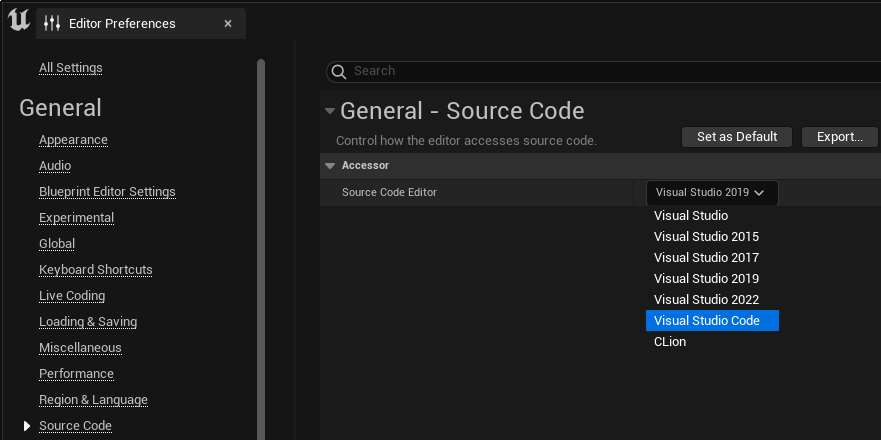 Editor Preferences
All Settings
General
Appearance
Audio
Blueprint Editor Settings
Experimental
Global
Keyboard Shortcuts
Live Coding
Loading & Saving
Miscellaneous
Performance
Region & Language
Source Code
Search
General - Source Code
Control how the editor accesses source code.
Set as Default
Export...
Accessor
Source Code Editor
Visual Studio 2019
Visual Studio
Visual Studio 2015
Visual Studio 2017
Visual Studio 2019
Visual Studio 2022
Visual Studio Code
CLion